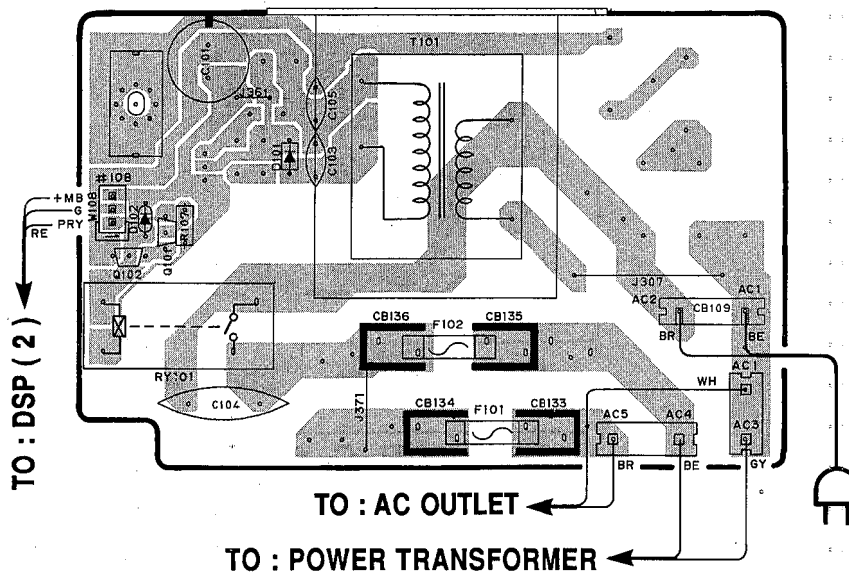 T101
C101
J361
C105
D101
C103
#108
+MB
G
PRY
RE
W108
D102
Q101
Q102
J307
AC2
AC1
CB109
BR
BE
CB136
F102
CB135
RY101
AC1
WH
C104
J371
CB134
F101
CB133
AC5
AC4
AC3
BR
BE
GY
TO : DSP ( 2 )
TO : AC OUTLET
TO : POWER TRANSFORMER